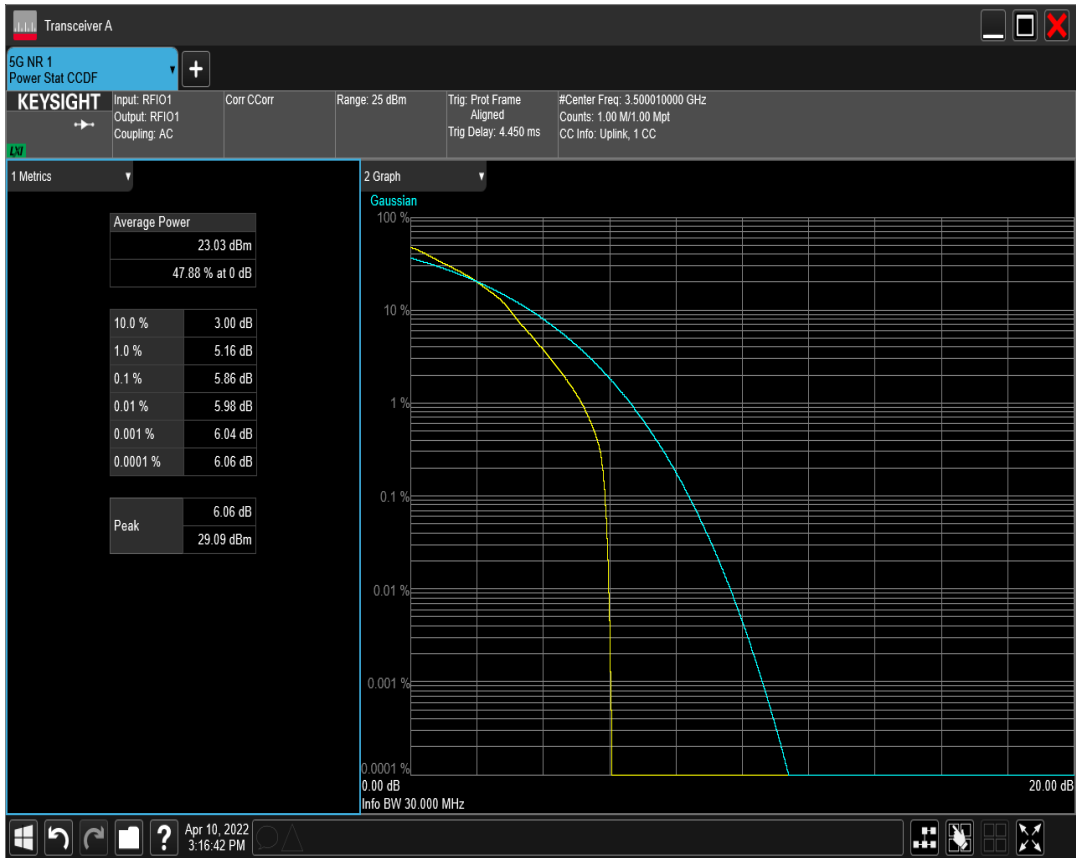 Transceiver A
5G NR 1
Power Stat CCDF
+
KEYSIGHT
LXI
Input: RFIO1
Output: RFIO1
Coupling: AC
Corr CCorr
Range: 25 dBm
Trig: Prot Frame
Aligned
Trig Delay: 4.450 ms
#Center Freq: 3.500010000 GHz
Counts: 1.00 M/1.00 Mpt
CC Info: Uplink, 1 CC
1 Metrics
Average Power
23.03 dBm
47.88 % at 0 dB
10.0 % 3.00 dB
1.0 % 5.16 dB
0.1 % 5.86 dB
0.01 % 5.98 dB
0.001 % 6.04 dB
0.0001 % 6.06 dB
Peak 6.06 dB
29.09 dBm
2 Graph
Gaussian
100 %
10 %
1 %
0.1 %
0.01 %
0.001 %
0.0001 %
0.00 dB 20.00 dB
Info BW 30.000 MHz
? Apr 10, 2022
3:16:42 PM